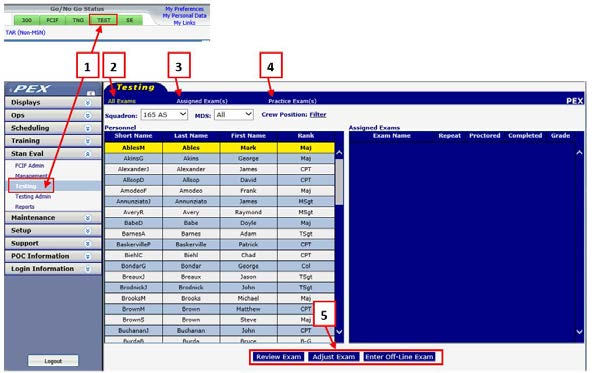 Go/No Go Status
My Preferences
300 FCIF TNG TEST SE
My Personal Data
My Links
TAR (Non-MSN)
1 2 3 4
PEX
Testing
All Exams Assigned Exam(s) Practice Exam(s) PEX
Displays
Ops
Scheduling
Training
Stan Eval
FCIF Admin
Management
Testing
Testing Admin
Reports
Maintenance
Setup
Support
POC Information
Login Information
Logout
Squadron: 165 AS MDS: All Crew Position: Filter
Personnel
Short Name Last Name First Name Rank
AblesM Ables Mark Maj
AkinsG Akins George Maj
AlexanderJ Alexander James CPT
AllsopD Allsop David CPT
AmodeoF Amodeo Frank Maj
AnnunziatoJ Annunziato James MSgt
AveryR Avery Raymond MSgt
BabeD Babe Doyle Maj
BarnesA Barnes Adam TSgt
BaskervilleP Baskerville Patrick CPT
BiehlC Biehl Chad CPT
BondarG Bondar George Col
BreauxJ Breaux Jason TSgt
BrodnickJ Brodnick John TSgt
BrooksM Brooks Michael Maj
BrownM Brown Matthew CPT
BrownS Brown Steve Maj
BuchananJ Buchanan John CPT
BurdaB Burda Bruce B-G
Assigned Exams
Exam Name Repeat Proctored Completed Grade
5
Review Exam Adjust Exam Enter Off-Line Exam